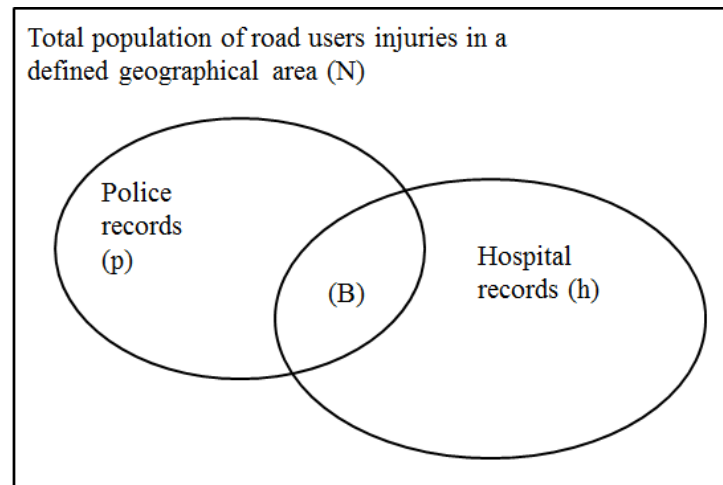 Total population of road users injuries in a
defined geographical area (N)
Police
records
(p)
(B)
Hospital
records (h)